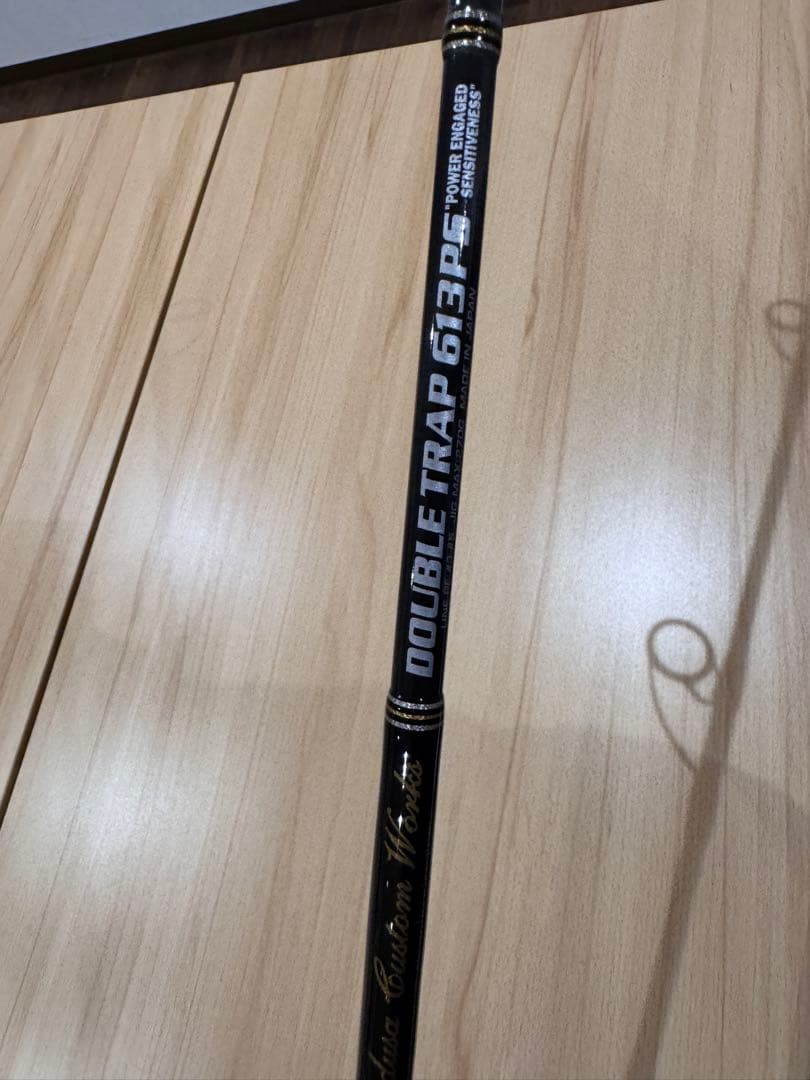 DOUBLE TRAP 613PS
"POWER ENGAGED
SENSITIVENESS"
MADE IN JAPAN
Custom Works